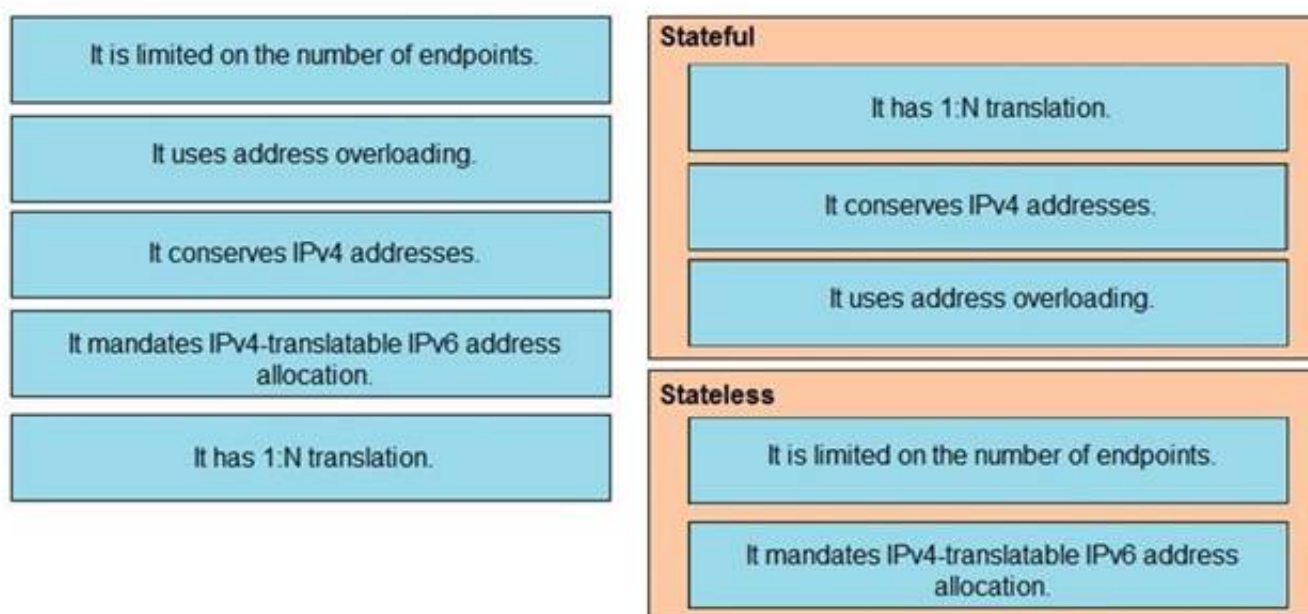 It is limited on the number of endpoints.
It uses address overloading.
It conserves IPv4 addresses.
It mandates IPv4-translatable IPv6 address
allocation.
It has 1:N translation.
Stateful
It has 1:N translation.
It conserves IPv4 addresses.
It uses address overloading.
Stateless
It is limited on the number of endpoints.
It mandates IPv4-translatable IPv6 address
allocation.